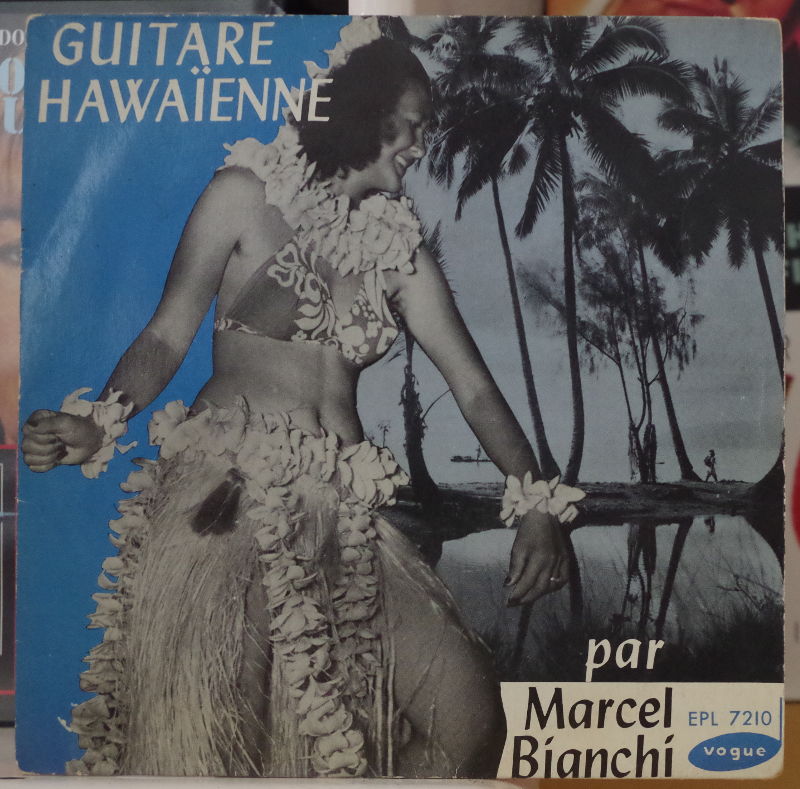 GUITARE
HAWAÏENNE
par
Marcel
Bianchi
EPL 7210
vogue